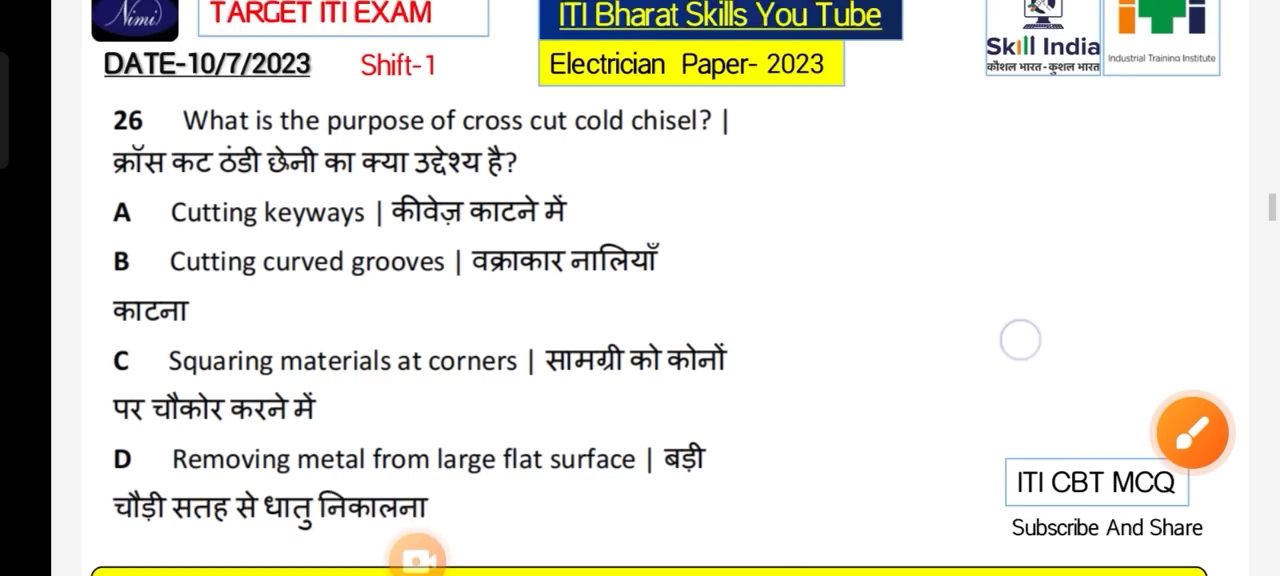 Nimi
TARGET ITI EXAM
ITI Bharat Skills You Tube
Skill India
कौशल भारत-कुशल भारत
Industrial Training Institute
DATE-10/7/2023 Shift-1
Electrician Paper- 2023
26 What is the purpose of cross cut cold chisel? |
क्रॉस कट ठंडी छेनी का क्या उद्देश्य है?
A Cutting keyways | कीवेज़ काटने में
B Cutting curved grooves | वक्राकार नालियाँ
काटना
C Squaring materials at corners | सामग्री को कोनों
पर चौकोर करने में
D Removing metal from large flat surface | बड़ी
चौड़ी सतह से धातु निकालना
ITI CBT MCQ
Subscribe And Share